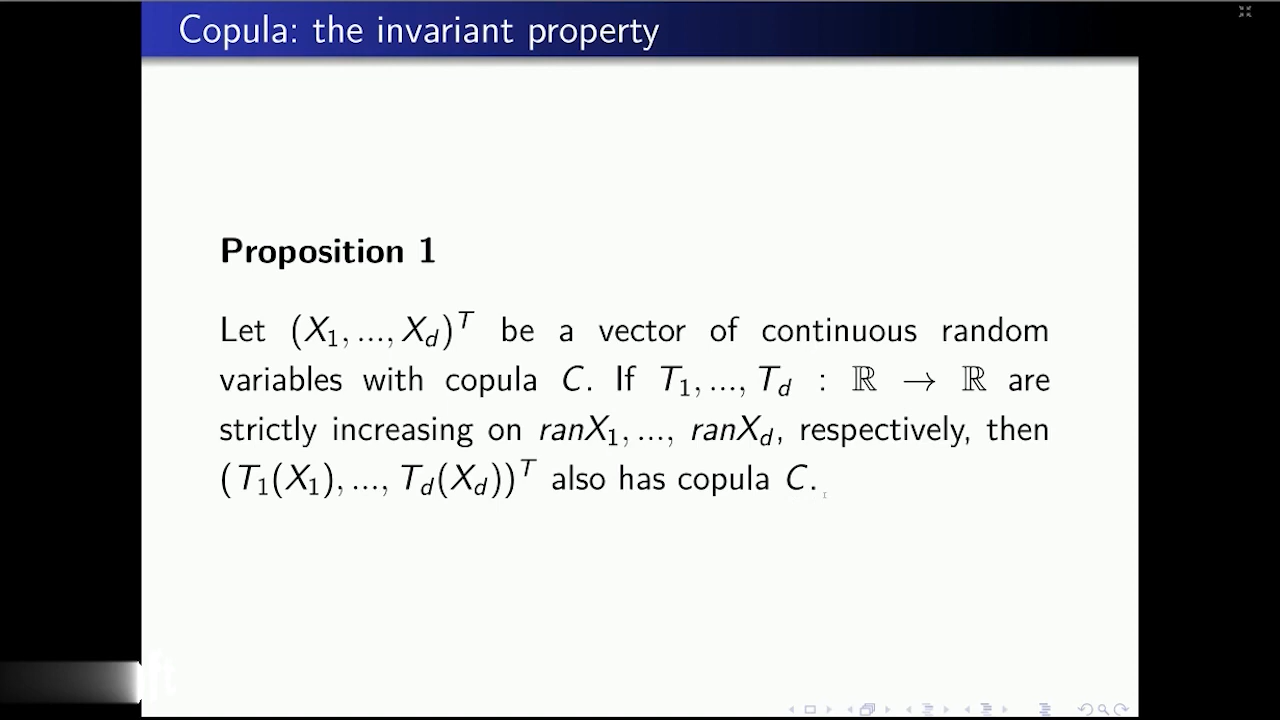 Copula: the invariant property
Proposition 1
Let (X₁, ..., X_d)ᵀ be a vector of continuous random
variables with copula C. If T₁, ..., T_d : ℝ → ℝ are
strictly increasing on ranX₁, ..., ranX_d, respectively, then
(T₁(X₁), ..., T_d(X_d))ᵀ also has copula C.